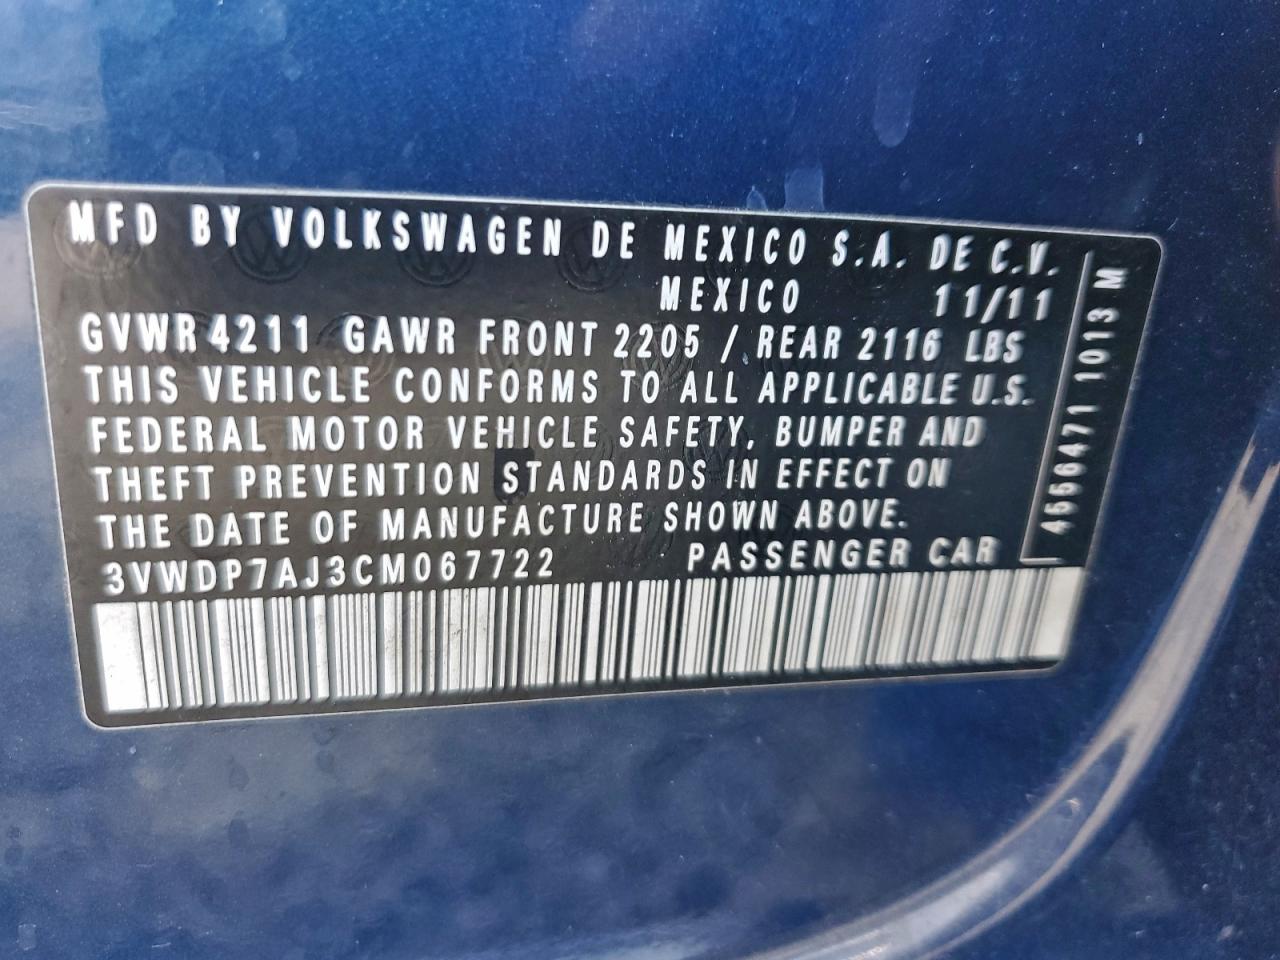 MFD BY VOLKSWAGEN DE MEXICO S.A. DE C.V.
MEXICO 11/11
GVWR 4211 GAWR FRONT 2205 / REAR 2116 LBS
THIS VEHICLE CONFORMS TO ALL APPLICABLE U.S.
FEDERAL MOTOR VEHICLE SAFETY, BUMPER AND
THEFT PREVENTION STANDARDS IN EFFECT ON
THE DATE OF MANUFACTURE SHOWN ABOVE.
3VWDP7AJ3CM067722 PASSENGER CAR
4556471 1013 M